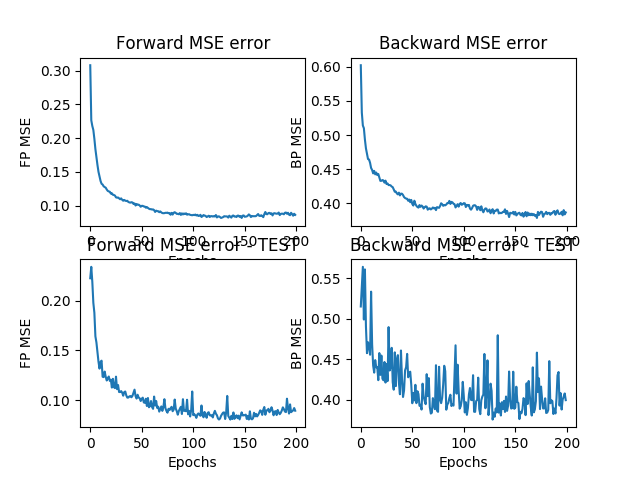 Forward MSE error
Backward MSE error
0.30
0.25
0.20
0.15
0.10
FP MSE
0 50 100 150 200
Epochs
0.60
0.55
0.50
0.45
0.40
BP MSE
0 50 100 150 200
Epochs
Forward MSE error - TEST
Backward MSE error - TEST
0.20
0.15
0.10
FP MSE
0 50 100 150 200
Epochs
0.55
0.50
0.45
0.40
BP MSE
0 50 100 150 200
Epochs